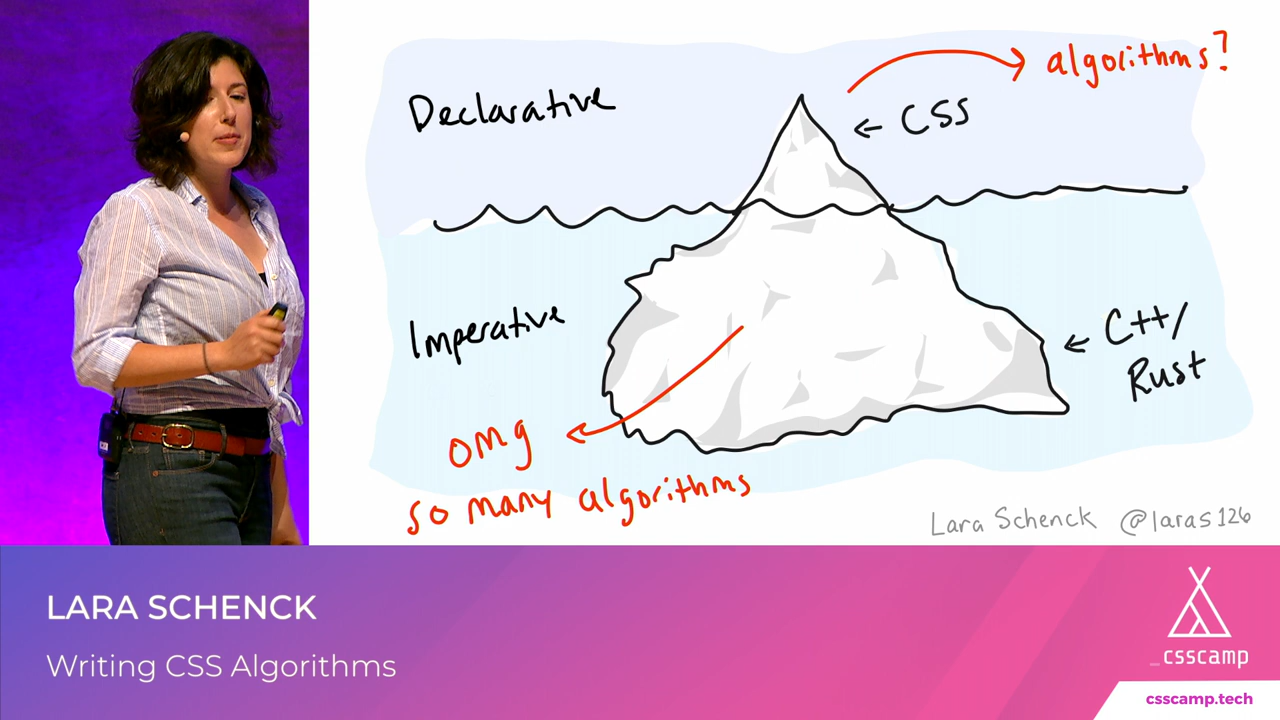 algorithms?
Declarative
← CSS
Imperative
← C++/
Rust
omg
so many algorithms
Lara Schenck @laras126
LARA SCHENCK
Writing CSS Algorithms
_csscamp
csscamp.tech